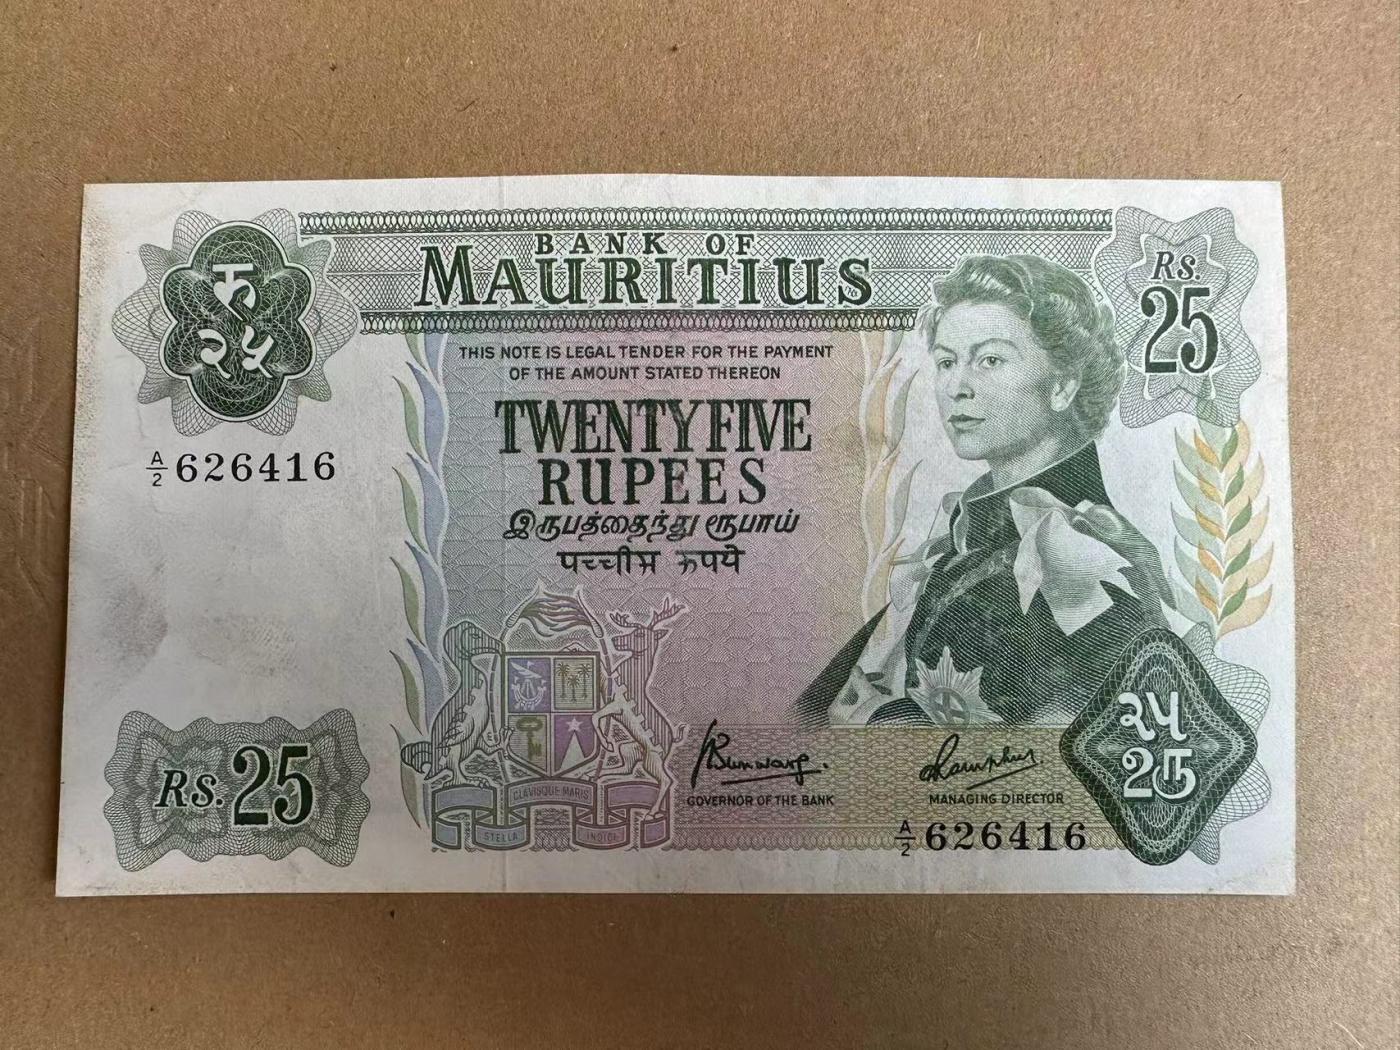 BANK OF
MAURITIUS
रु
२५
Rs.
25
THIS NOTE IS LEGAL TENDER FOR THE PAYMENT
OF THE AMOUNT STATED THEREON
TWENTY FIVE
RUPEES
A/2 626416
இருபத்தைந்து ரூபாய்
पच्चीस रुपये
CLAVISQUE MARIS
STELLA
INDICI
Rs. 25
GOVERNOR OF THE BANK
MANAGING DIRECTOR
२५
25
A/2 626416